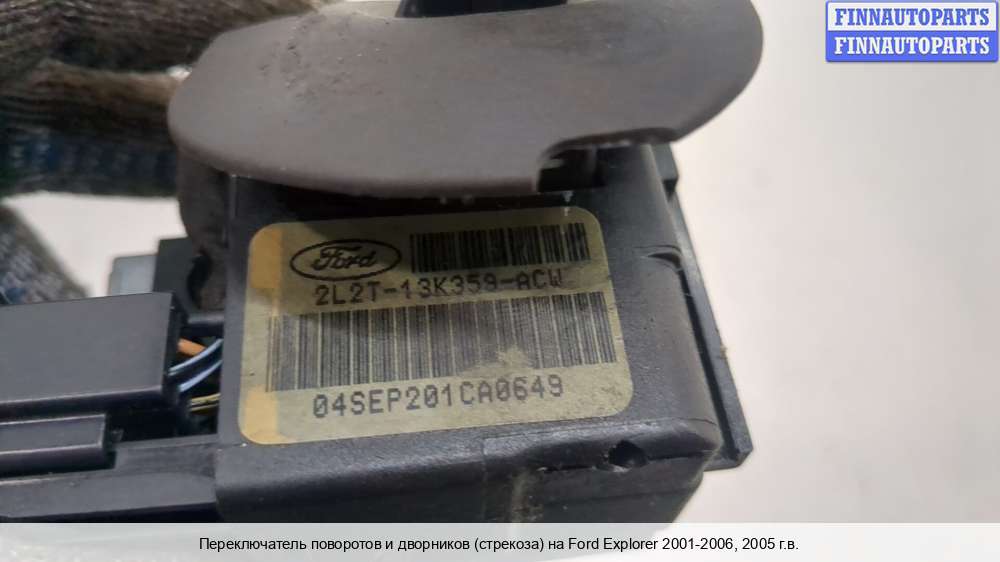 FINNAUTOPARTS
FINNAUTOPARTS
Ford
2L2T-13K359-ACW
04SEP201CA0649
Переключатель поворотов и дворников (стрекоза) на Ford Explorer 2001-2006, 2005 г.в.